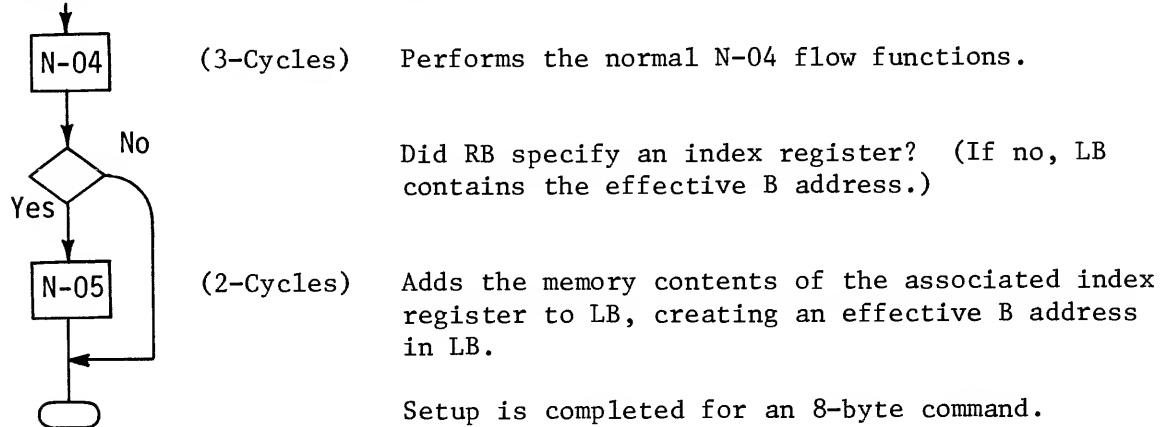 N-04 (3-Cycles) Performs the normal N-04 flow functions.
No
Did RB specify an index register? (If no, LB
contains the effective B address.)
Yes
N-05 (2-Cycles) Adds the memory contents of the associated index
register to LB, creating an effective B address
in LB.
Setup is completed for an 8-byte command.